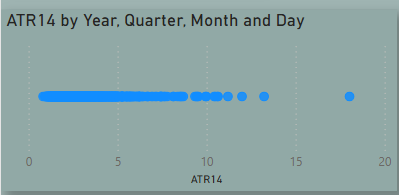 ATR14 by Year, Quarter, Month and Day
0 5 10 15 20
ATR14